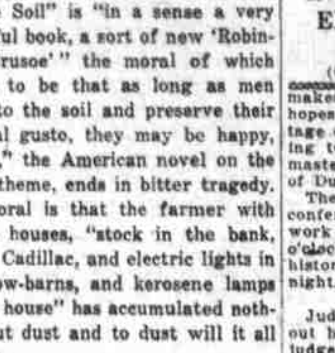 Soil" is "in a sense a very
ful book, a sort of new 'Robin-
rusoe'" the moral of which
to be that as long as men
to the soil and preserve their
l gusto, they may be happy,
," the American novel on the
theme, ends in bitter tragedy.
oral is that the farmer with
houses, "stock in the bank,
Cadillac, and electric lights in
ow-barns, and kerosene lamps
house" has accumulated noth-
ut dust and to dust will it all
E
make
hopes
tage
ing t
maste
of Du
The
confe
work
o'cloc
histor
night
Jud
out h
judge